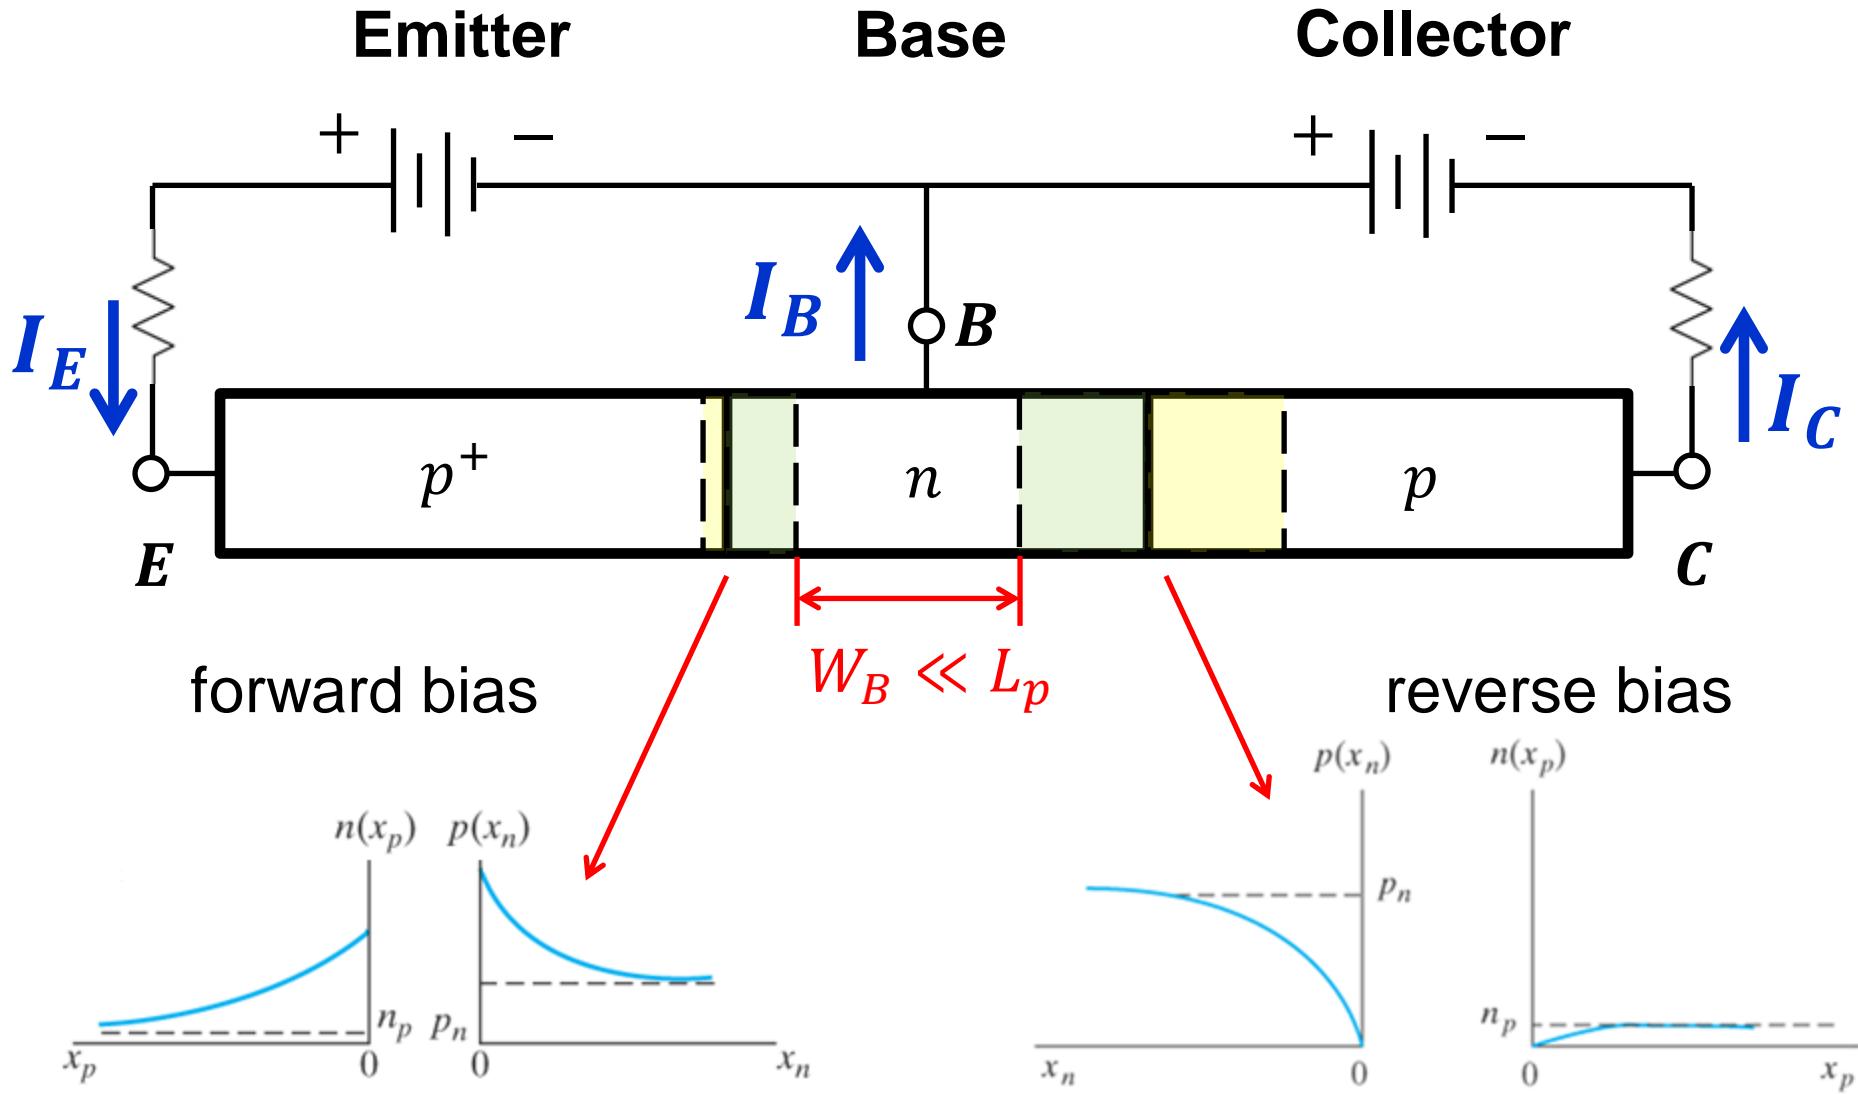 Emitter Base Collector
+ − + −
I_E I_B B I_C
p⁺ n p
E C
W_B ≪ L_p
forward bias reverse bias
p(x_n) n(x_p)
n(x_p) p(x_n)
p_n
n_p p_n n_p
x_p 0 0 x_n x_n 0 0 x_p